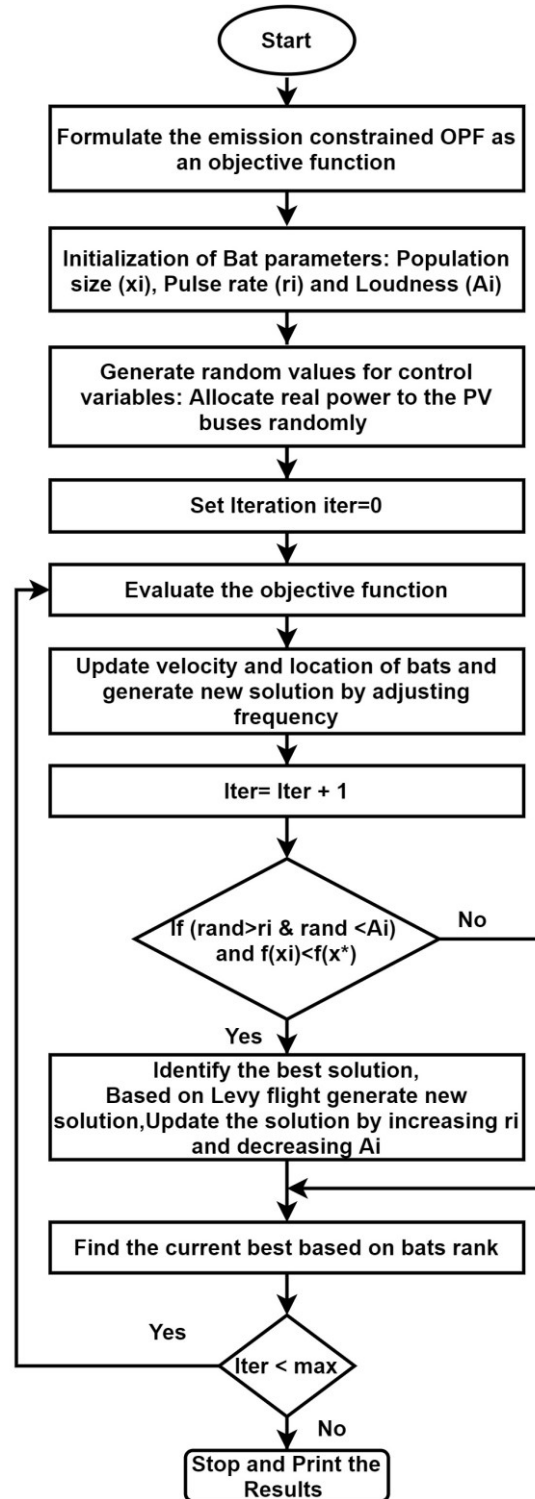 Start
Formulate the emission constrained OPF as
an objective function
Initialization of Bat parameters: Population
size (xi), Pulse rate (ri) and Loudness (Ai)
Generate random values for control
variables: Allocate real power to the PV
buses randomly
Set Iteration iter=0
Evaluate the objective function
Update velocity and location of bats and
generate new solution by adjusting
frequency
Iter= Iter + 1
If (rand>ri & rand <Ai)
and f(xi)<f(x*)
No
Yes
Identify the best solution,
Based on Levy flight generate new
solution,Update the solution by increasing ri
and decreasing Ai
Find the current best based on bats rank
Yes
Iter < max
No
Stop and Print the
Results